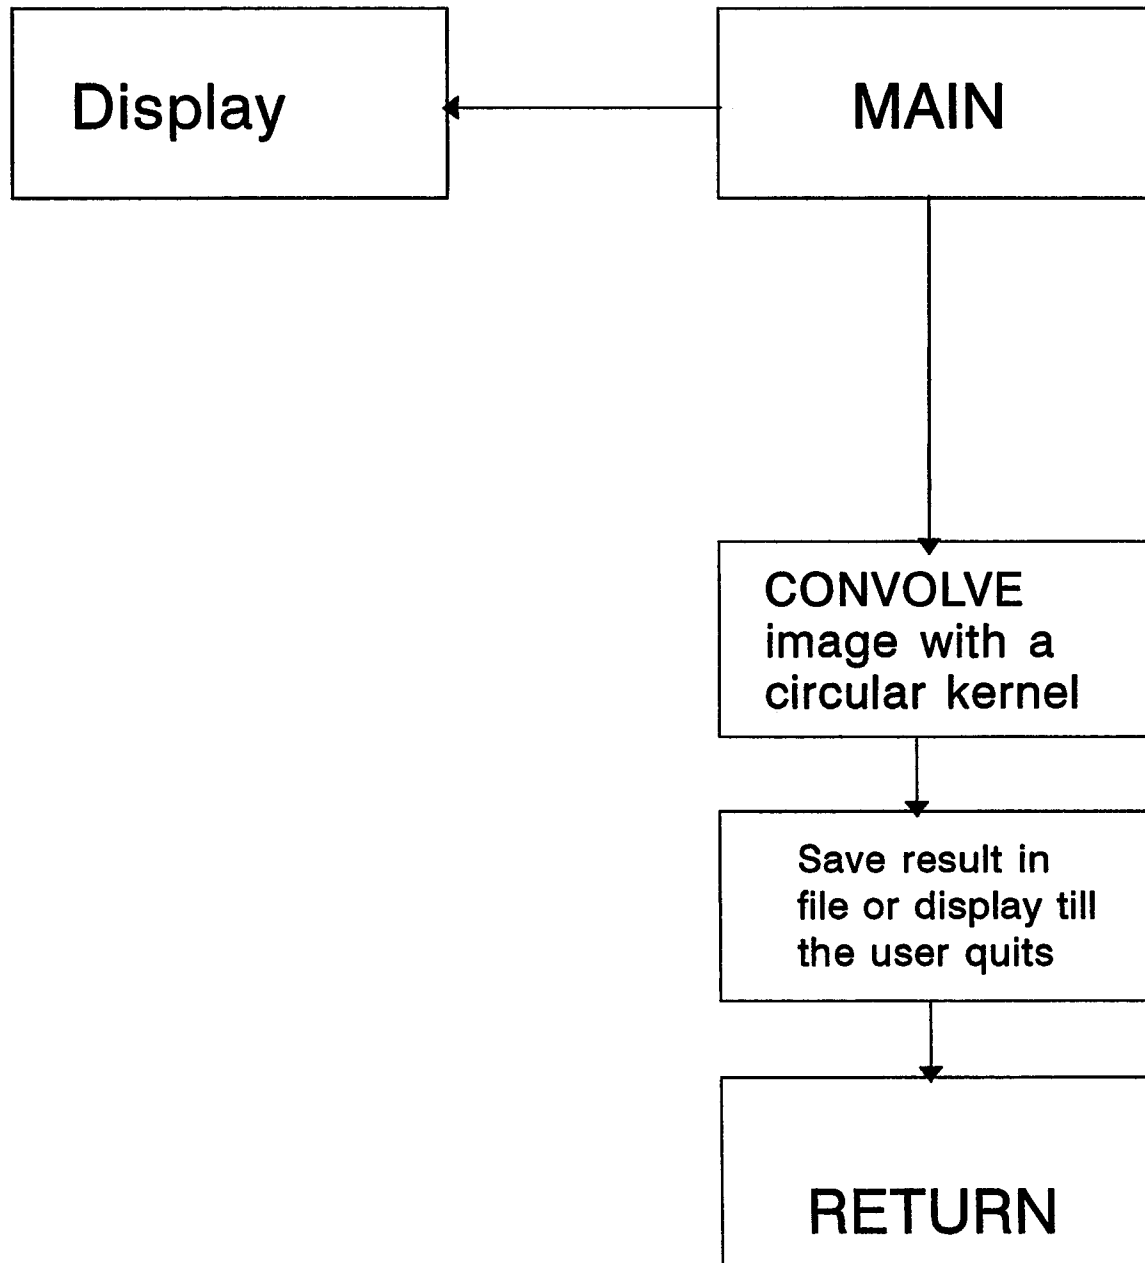 Display
MAIN
CONVOLVE
image with a
circular kernel
Save result in
file or display till
the user quits
RETURN